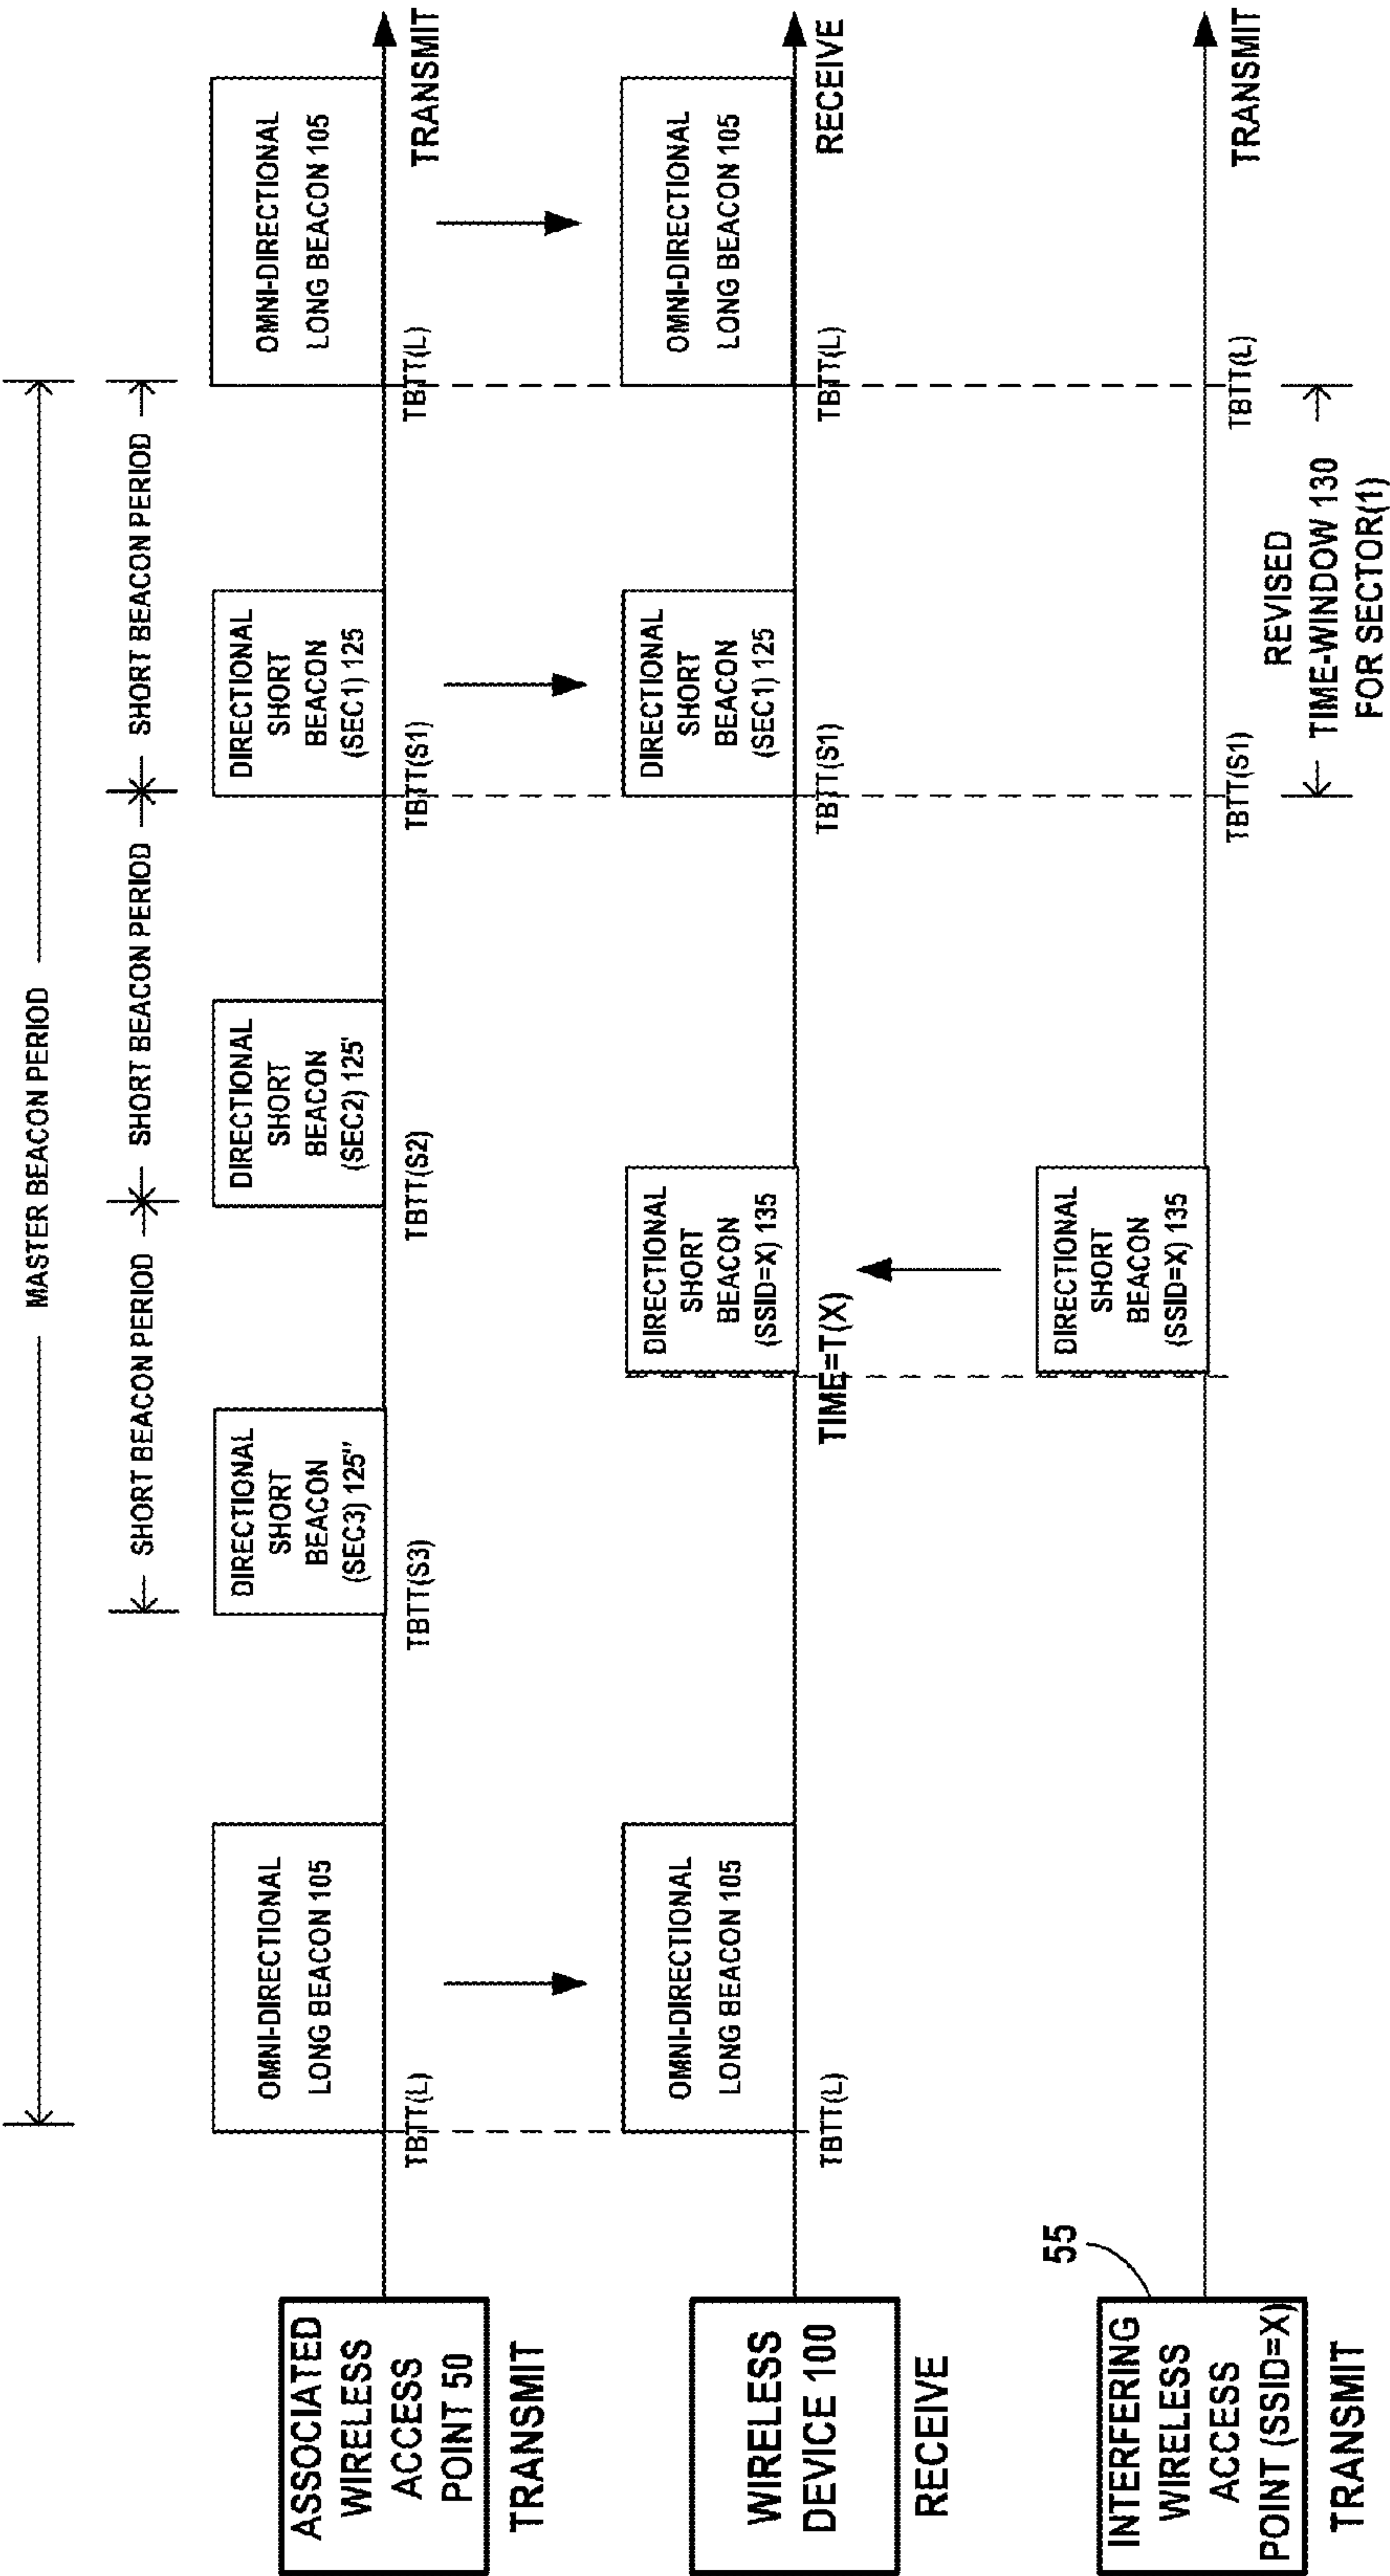 MASTER BEACON PERIOD
SHORT BEACON PERIOD
SHORT BEACON PERIOD
SHORT BEACON PERIOD
ASSOCIATED
WIRELESS
ACCESS
POINT 50
TRANSMIT
OMNI-DIRECTIONAL
LONG BEACON 105
TBTT(L)
DIRECTIONAL
SHORT
BEACON
(SEC3) 125"
TBTT(S3)
DIRECTIONAL
SHORT
BEACON
(SEC2) 125'
TBTT(S2)
DIRECTIONAL
SHORT
BEACON
(SEC1) 125
TBTT(S1)
OMNI-DIRECTIONAL
LONG BEACON 105
TBTT(L)
TRANSMIT
WIRELESS
DEVICE 100
RECEIVE
OMNI-DIRECTIONAL
LONG BEACON 105
TBTT(L)
DIRECTIONAL
SHORT
BEACON
(SSID=X) 135
TIME=T(X)
DIRECTIONAL
SHORT
BEACON
(SEC1) 125
TBTT(S1)
OMNI-DIRECTIONAL
LONG BEACON 105
TBTT(L)
RECEIVE
55
INTERFERING
WIRELESS
ACCESS
POINT (SSID=X)
TRANSMIT
DIRECTIONAL
SHORT
BEACON
(SSID=X) 135
TBTT(S1)
TBTT(L)
TRANSMIT
REVISED
TIME-WINDOW 130
FOR SECTOR(1)